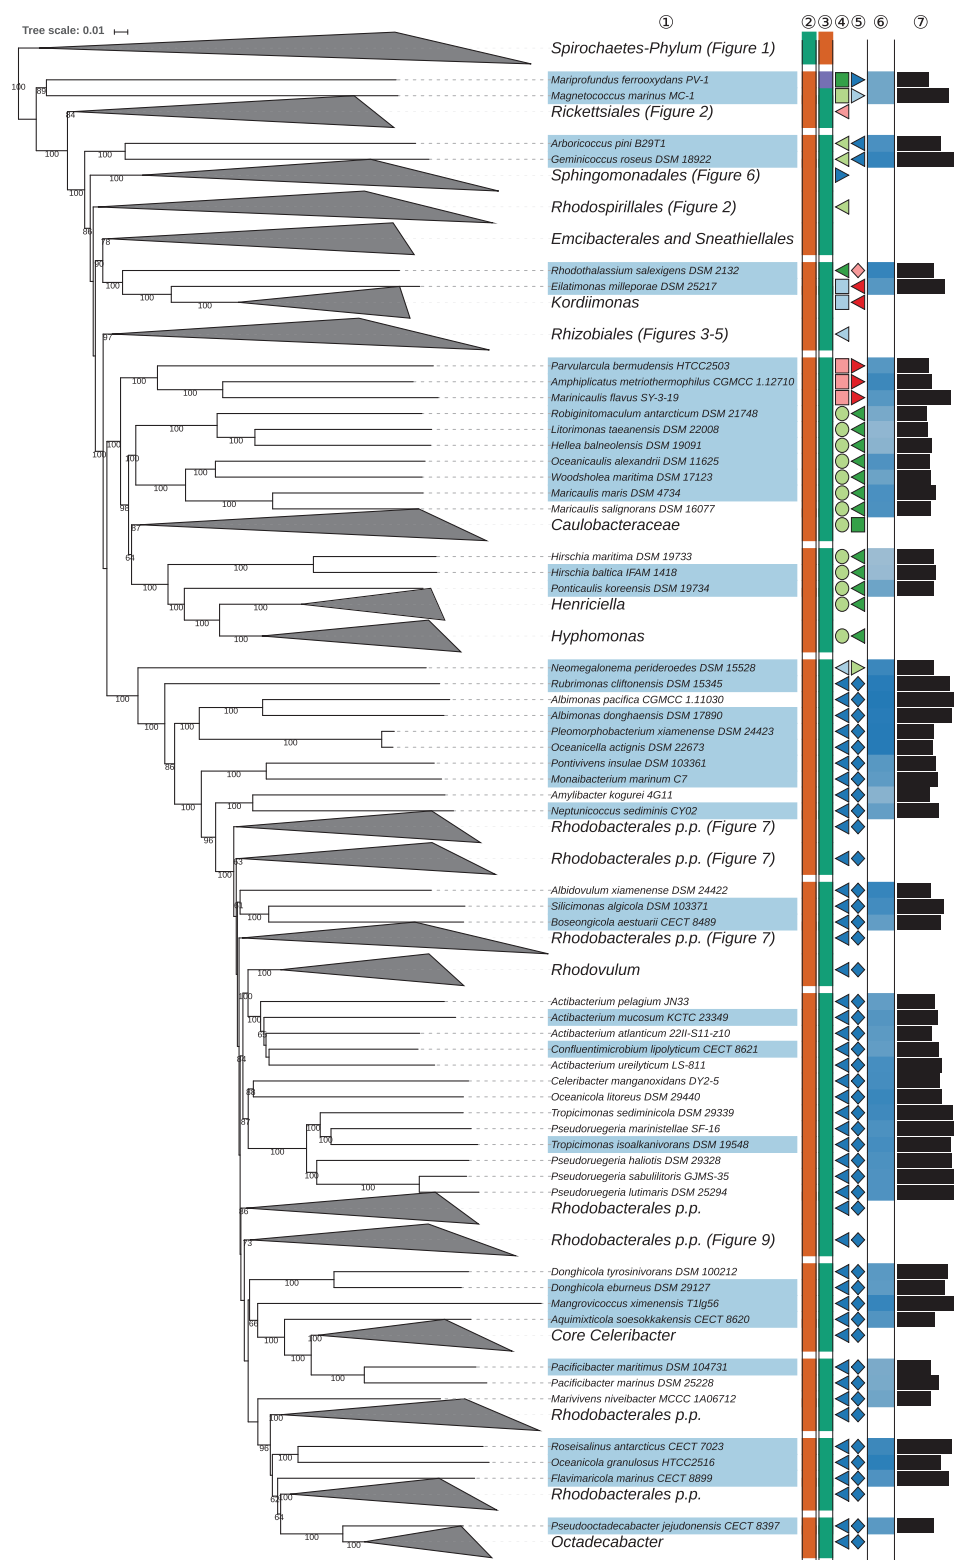 Tree scale: 0.01
① ② ③ ④ ⑤ ⑥ ⑦
Spirochaetes-Phylum (Figure 1)
Mariprofundus ferrooxydans PV-1
Magnetococcus marinus MC-1
Rickettsiales (Figure 2)
Arboricoccus pini B29T1
Geminicoccus roseus DSM 18922
Sphingomonadales (Figure 6)
Rhodospirillales (Figure 2)
Emcibacterales and Sneathiellales
Rhodothalassium salexigens DSM 2132
Eilatimonas milleporae DSM 25217
Kordiimonas
Rhizobiales (Figures 3-5)
Parvularcula bermudensis HTCC2503
Amphiplicatus metriothermophilus CGMCC 1.12710
Marinicaulis flavus SY-3-19
Robiginitomaculum antarcticum DSM 21748
Litorimonas taeanensis DSM 22008
Hellea balneolensis DSM 19091
Oceanicaulis alexandrii DSM 11625
Woodsholea maritima DSM 17123
Maricaulis maris DSM 4734
Maricaulis salignorans DSM 16077
Caulobacteraceae
Hirschia maritima DSM 19733
Hirschia baltica IFAM 1418
Ponticaulis koreensis DSM 19734
Henriciella
Hyphomonas
Neomegalonema perideroedes DSM 15528
Rubrimonas cliftonensis DSM 15345
Albimonas pacifica CGMCC 1.11030
Albimonas donghaensis DSM 17890
Pleomorphobacterium xiamenense DSM 24423
Oceanicella actignis DSM 22673
Pontivivens insulae DSM 103361
Monaibacterium marinum C7
Amylibacter kogurei 4G11
Neptunicoccus sediminis CY02
Rhodobacterales p.p. (Figure 7)
Rhodobacterales p.p. (Figure 7)
Albidovulum xiamenense DSM 24422
Silicimonas algicola DSM 103371
Boseongicola aestuarii CECT 8489
Rhodobacterales p.p. (Figure 7)
Rhodovulum
Actibacterium pelagium JN33
Actibacterium mucosum KCTC 23349
Actibacterium atlanticum 22II-S11-z10
Confluentimicrobium lipolyticum CECT 8621
Actibacterium ureilyticum LS-811
Celeribacter manganoxidans DY2-5
Oceanicola litoreus DSM 29440
Tropicimonas sediminicola DSM 29339
Pseudoruegeria marinistellae SF-16
Tropicimonas isoalkanivorans DSM 19548
Pseudoruegeria haliotis DSM 29328
Pseudoruegeria sabulilitoris GJMS-35
Pseudoruegeria lutimaris DSM 25294
Rhodobacterales p.p.
Rhodobacterales p.p. (Figure 9)
Donghicola tyrosinivorans DSM 100212
Donghicola eburneus DSM 29127
Mangrovicoccus ximenensis T1lg56
Aquimixticola soesokkakensis CECT 8620
Core Celeribacter
Pacificibacter maritimus DSM 104731
Pacificibacter marinus DSM 25228
Marivivens niveibacter MCCC 1A06712
Rhodobacterales p.p.
Roseisalinus antarcticus CECT 7023
Oceanicola granulosus HTCC2516
Flavimaricola marinus CECT 8899
Rhodobacterales p.p.
Pseudooctadecabacter jejudonensis CECT 8397
Octadecabacter